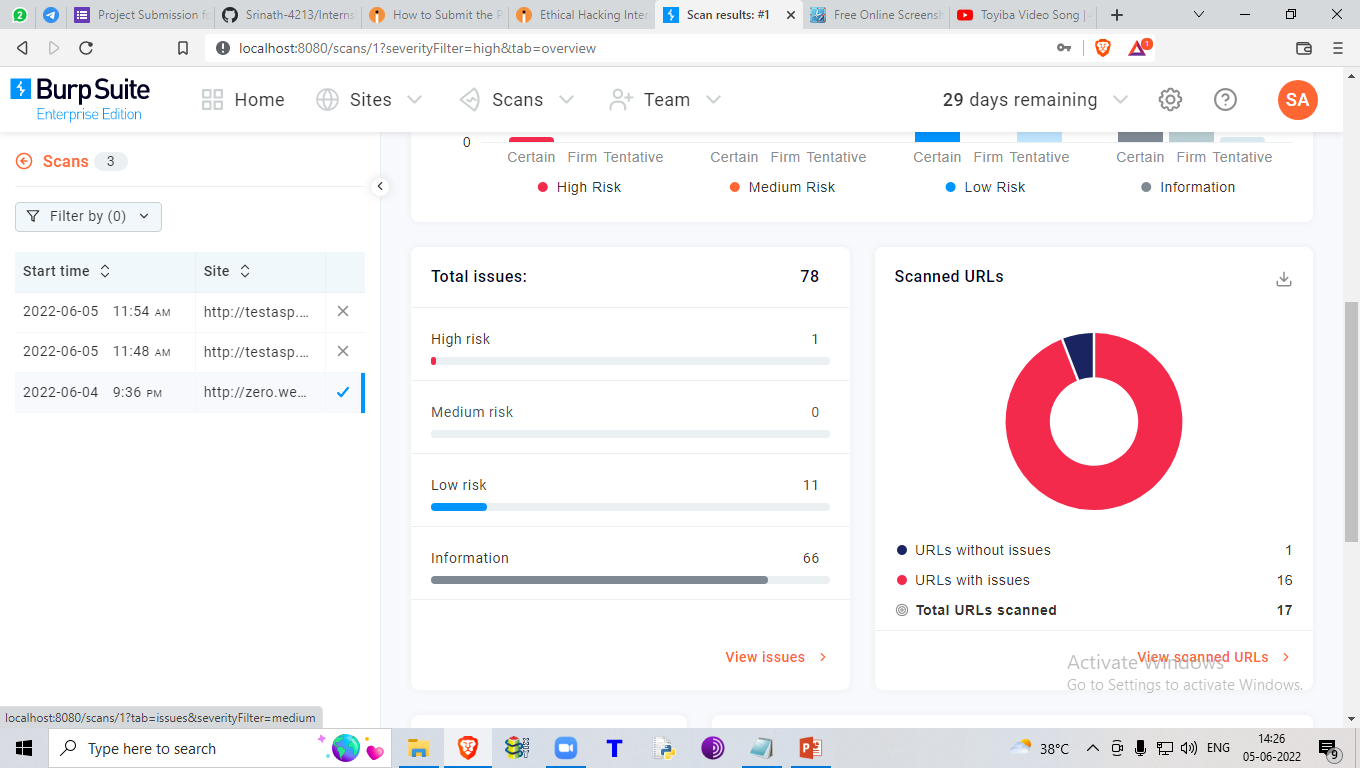 2
Project Submission fo
Srinath-4213/Interns
How to Submit the P
Ethical Hacking Inter
Scan results: #1
Free Online Screensh
Toyiba Video Song |
localhost:8080/scans/1?severityFilter=high&tab=overview
1
Burp Suite
Enterprise Edition
Home
Sites
Scans
Team
29 days remaining
SA
Scans 3
Filter by (0)
Start time Site
2022-06-05 11:54 AM http://testasp....
2022-06-05 11:48 AM http://testasp....
2022-06-04 9:36 PM http://zero.we...
0
Certain Firm Tentative Certain Firm Tentative Certain Firm Tentative Certain Firm Tentative
High Risk Medium Risk Low Risk Information
Total issues: 78
High risk 1
Medium risk 0
Low risk 11
Information 66
View issues
Scanned URLs
URLs without issues 1
URLs with issues 16
Total URLs scanned 17
View scanned URLs
Activate Windows
Go to Settings to activate Windows.
localhost:8080/scans/1?tab=issues&severityFilter=medium
Type here to search
T
P
38°C
ENG
14:26
05-06-2022
9